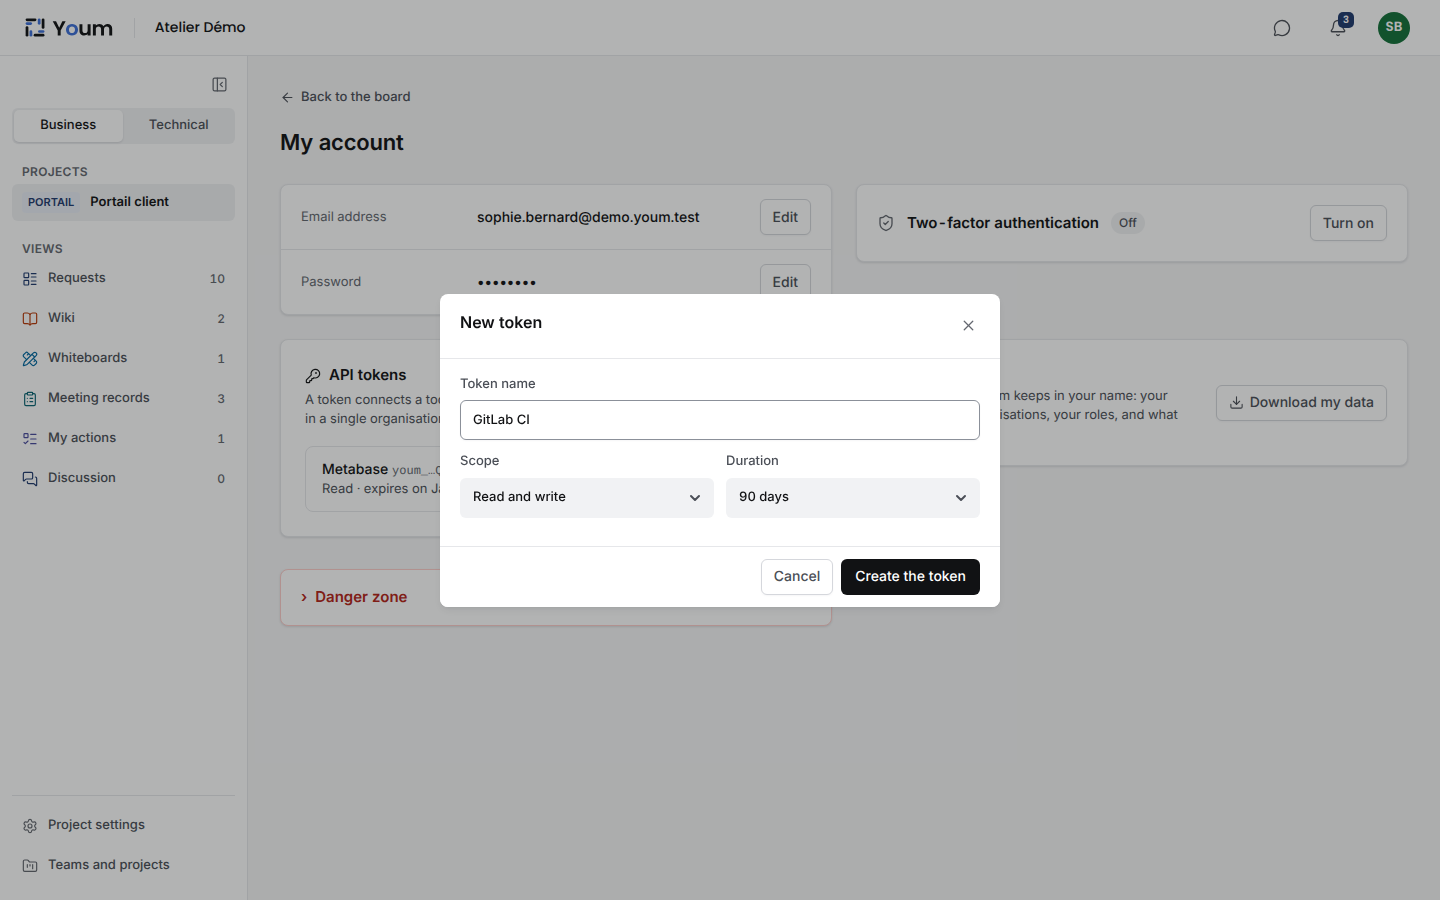 Youm
Atelier Démo
3
SB
Business
Technical
PROJECTS
PORTAIL
Portail client
VIEWS
Requests
10
Wiki
2
Whiteboards
1
Meeting records
3
My actions
1
Discussion
0
Project settings
Teams and projects
Back to the board
My account
Email address
sophie.bernard@demo.youm.test
Edit
Password
••••••••
Edit
Two-factor authentication
Off
Turn on
API tokens
A token connects a
in a single
Metabase youm_…
Read · expires on
keeps in your name: your
your roles, and what
Download my data
› Danger zone
New token
Token name
GitLab CI
Scope
Duration
Read and write
90 days
Cancel
Create the token